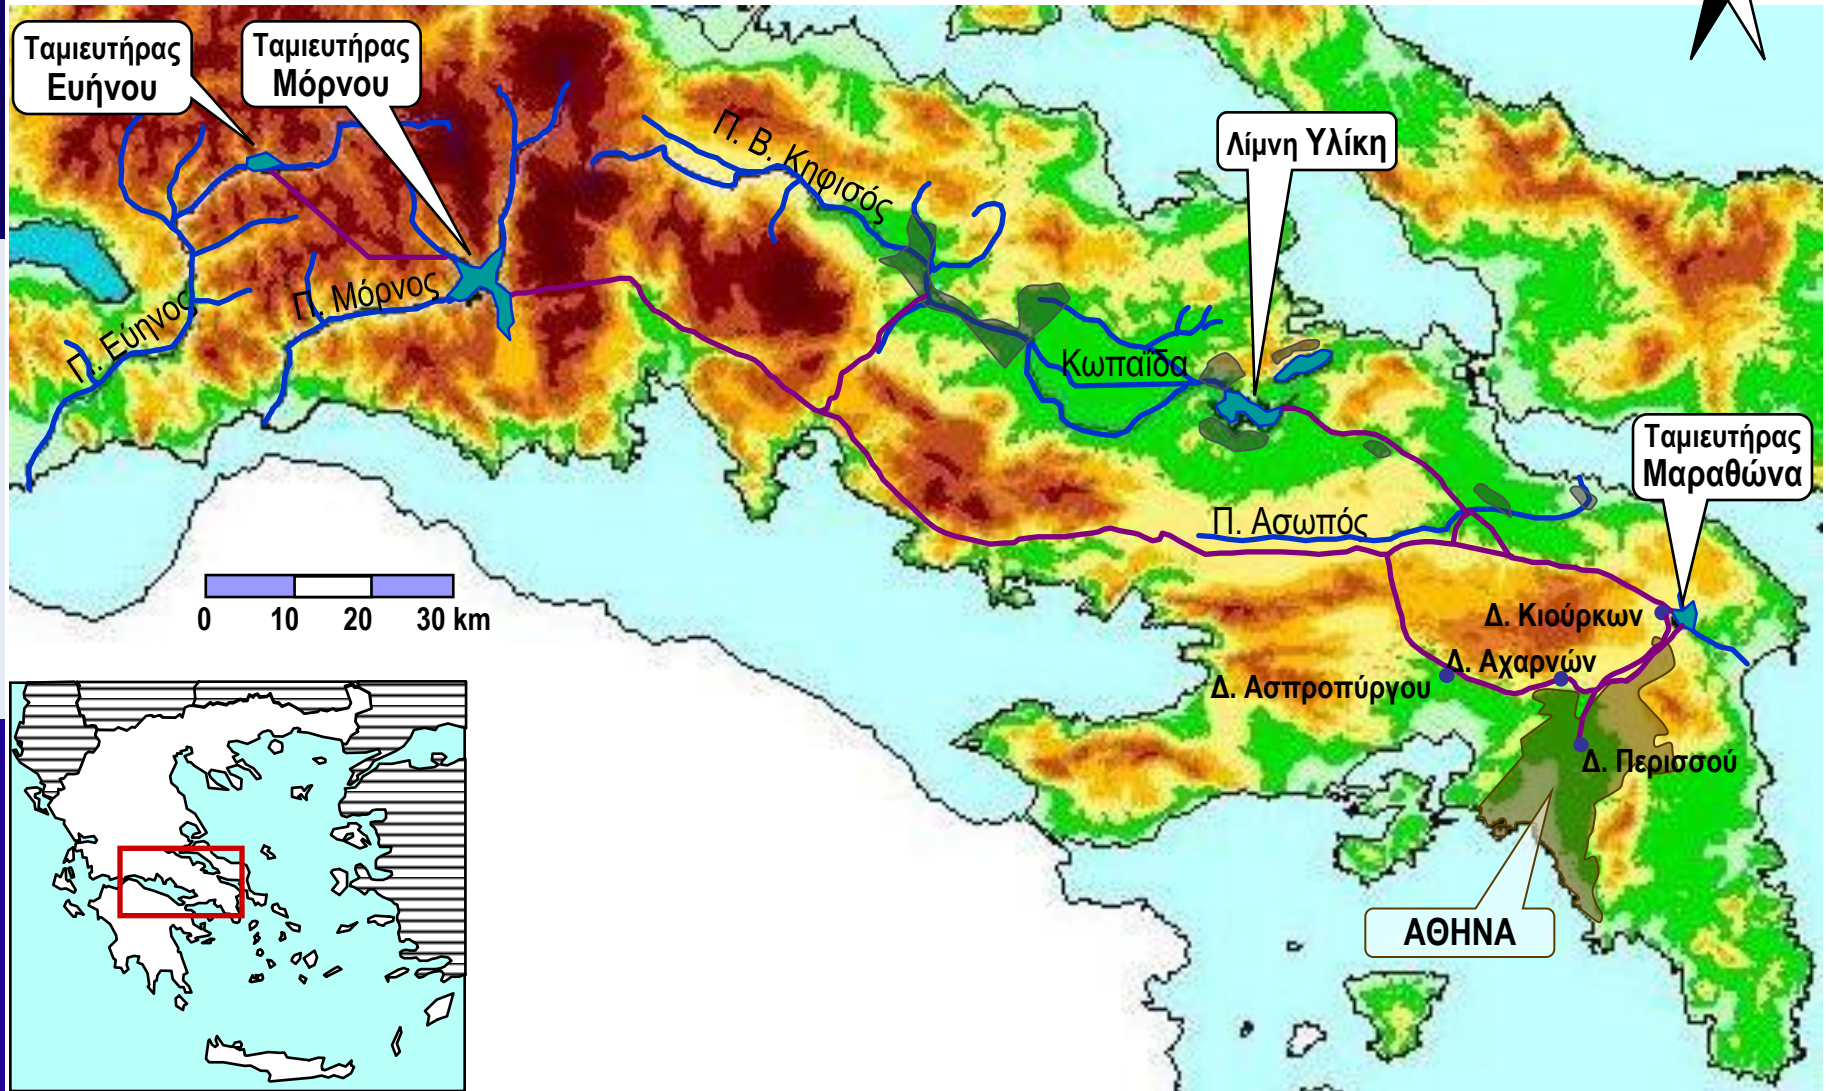 Ταμιευτήρας
Ευήνου
Ταμιευτήρας
Μόρνου
Π. Β. Κηφισός
Λίμνη Υλίκη
Π. Εύηνος
Π. Μόρνος
Κωπαΐδα
Ταμιευτήρας
Μαραθώνα
Π. Ασωπός
0 10 20 30 km
Δ. Κιούρκων
Δ. Αχαρνών
Δ. Ασπροπύργου
Δ. Περισσού
ΑΘΗΝΑ